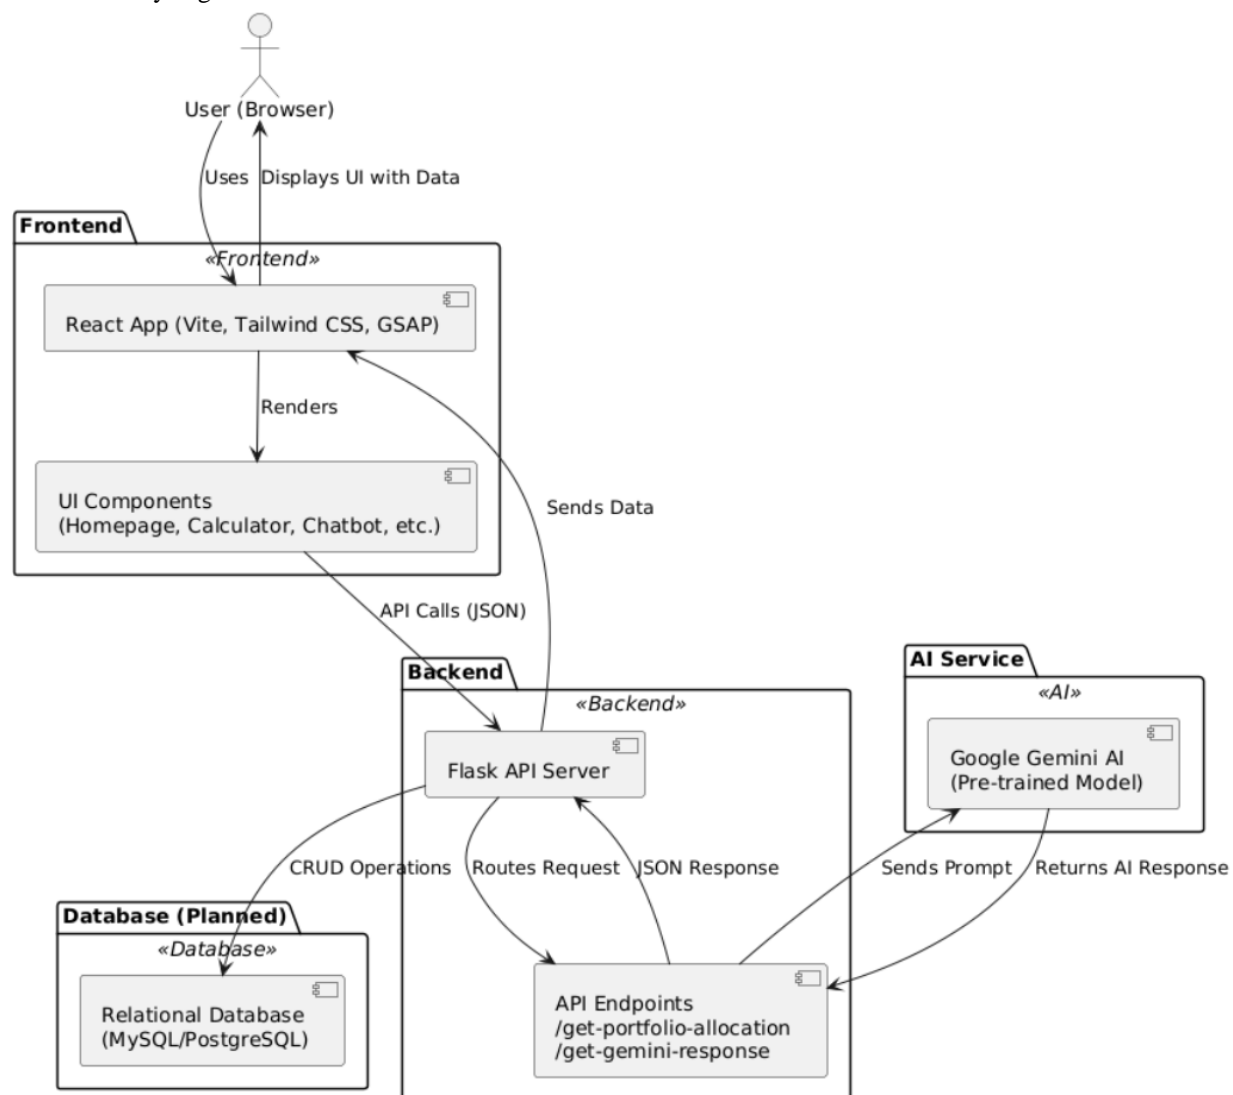 User (Browser)
Uses
Displays UI with Data
Frontend
«Frontend»
React App (Vite, Tailwind CSS, GSAP)
Renders
UI Components
(Homepage, Calculator, Chatbot, etc.)
Sends Data
API Calls (JSON)
Backend
«Backend»
Flask API Server
AI Service
«AI»
Google Gemini AI
(Pre-trained Model)
CRUD Operations
Routes Request
JSON Response
Sends Prompt
Returns AI Response
Database (Planned)
«Database»
Relational Database
(MySQL/PostgreSQL)
API Endpoints
/get-portfolio-allocation
/get-gemini-response